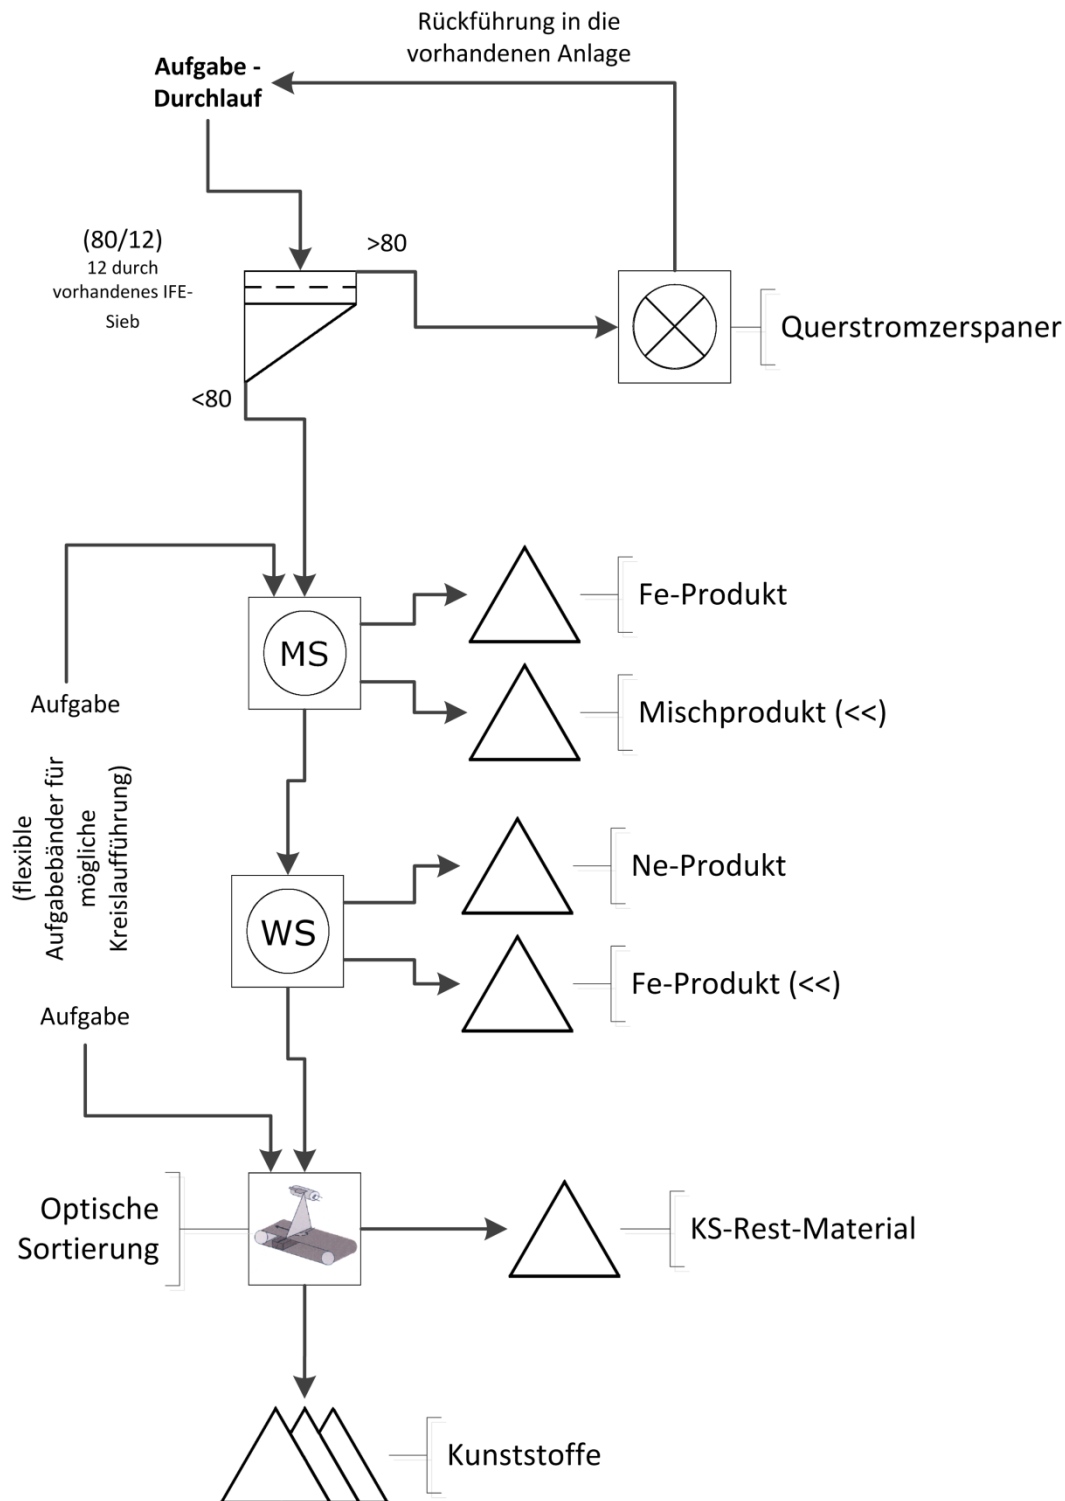 Rückführung in die
vorhandenen Anlage
Aufgabe -
Durchlauf
(80/12)
12 durch
vorhandenes IFE-
Sieb
>80
Querstromzerspaner
<80
MS
Fe-Produkt
Mischprodukt (<<)
Aufgabe
(flexible
Aufgabebänder für
mögliche
Kreislaufführung)
WS
Ne-Produkt
Fe-Produkt (<<)
Aufgabe
Optische
Sortierung
KS-Rest-Material
Kunststoffe